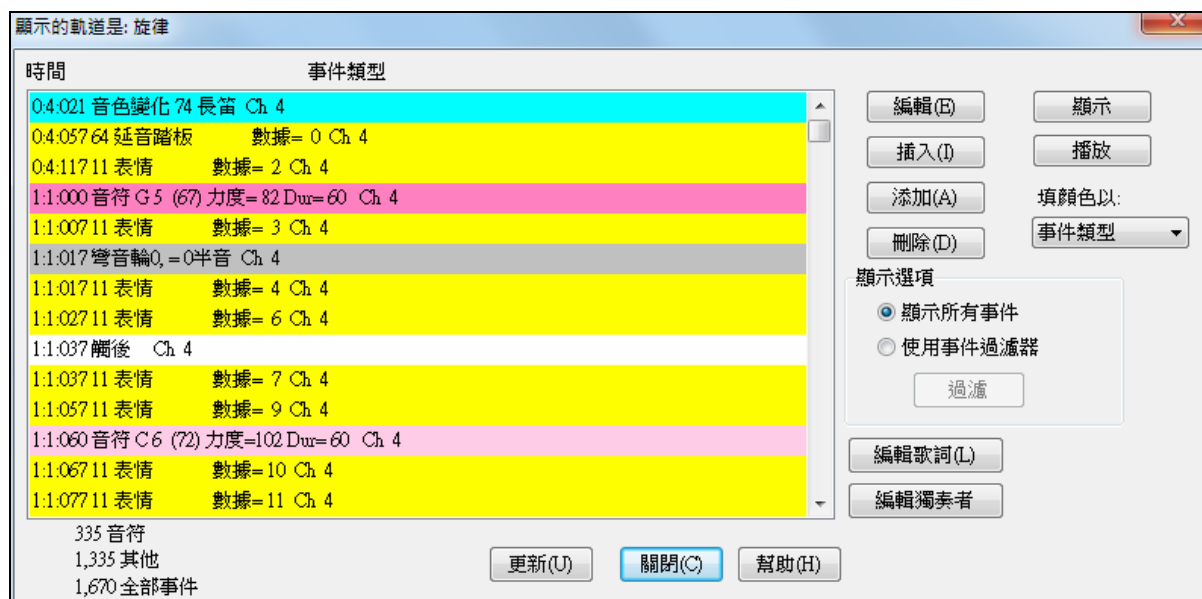 顯示的軌道是: 旋律
時間 事件類型
0:4:021 音色變化 74 長笛 Ch 4
0:4:057 64 延音踏板 數據= 0 Ch 4
0:4:117 11 表情 數據= 2 Ch 4
1:1:000 音符 G 5 (67) 力度= 82 Dur= 60 Ch 4
1:1:007 11 表情 數據= 3 Ch 4
1:1:017 彎音輪0, = 0半音 Ch 4
1:1:017 11 表情 數據= 4 Ch 4
1:1:027 11 表情 數據= 6 Ch 4
1:1:037 觸後 Ch 4
1:1:037 11 表情 數據= 7 Ch 4
1:1:057 11 表情 數據= 9 Ch 4
1:1:060 音符 C 6 (72) 力度=102 Dur= 60 Ch 4
1:1:067 11 表情 數據= 10 Ch 4
1:1:077 11 表情 數據= 11 Ch 4
335 音符
1,335 其他
1,670 全部事件
編輯(E) 顯示
插入(I) 播放
添加(A) 填顏色以:
刪除(D) 事件類型
顯示選項
顯示所有事件
使用事件過濾器
過濾
編輯歌詞(L)
編輯獨奏者
更新(U) 關閉(C) 幫助(H)